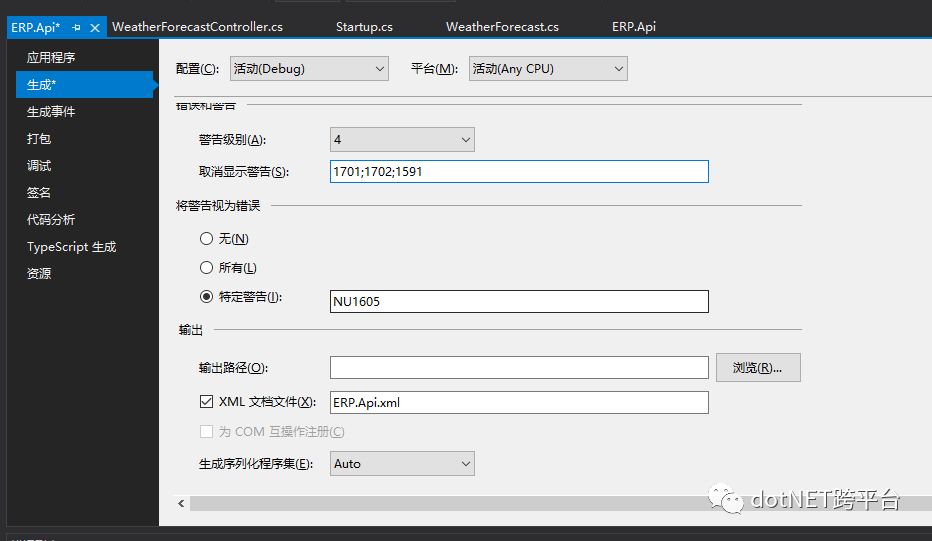 ERP.Api* WeatherForecastController.cs Startup.cs WeatherForecast.cs ERP.Api
应用程序
生成*
生成事件
打包
调试
签名
代码分析
TypeScript 生成
资源
配置(C): 活动(Debug) 平台(M): 活动(Any CPU)
错误和警告
警告级别(A): 4
取消显示警告(S): 1701;1702;1591
将警告视为错误
无(N)
所有(L)
特定警告(I): NU1605
输出
输出路径(O): 浏览(R)...
XML 文档文件(X): ERP.Api.xml
为 COM 互操作注册(C)
生成序列化程序集(E): Auto
dotNET跨平台